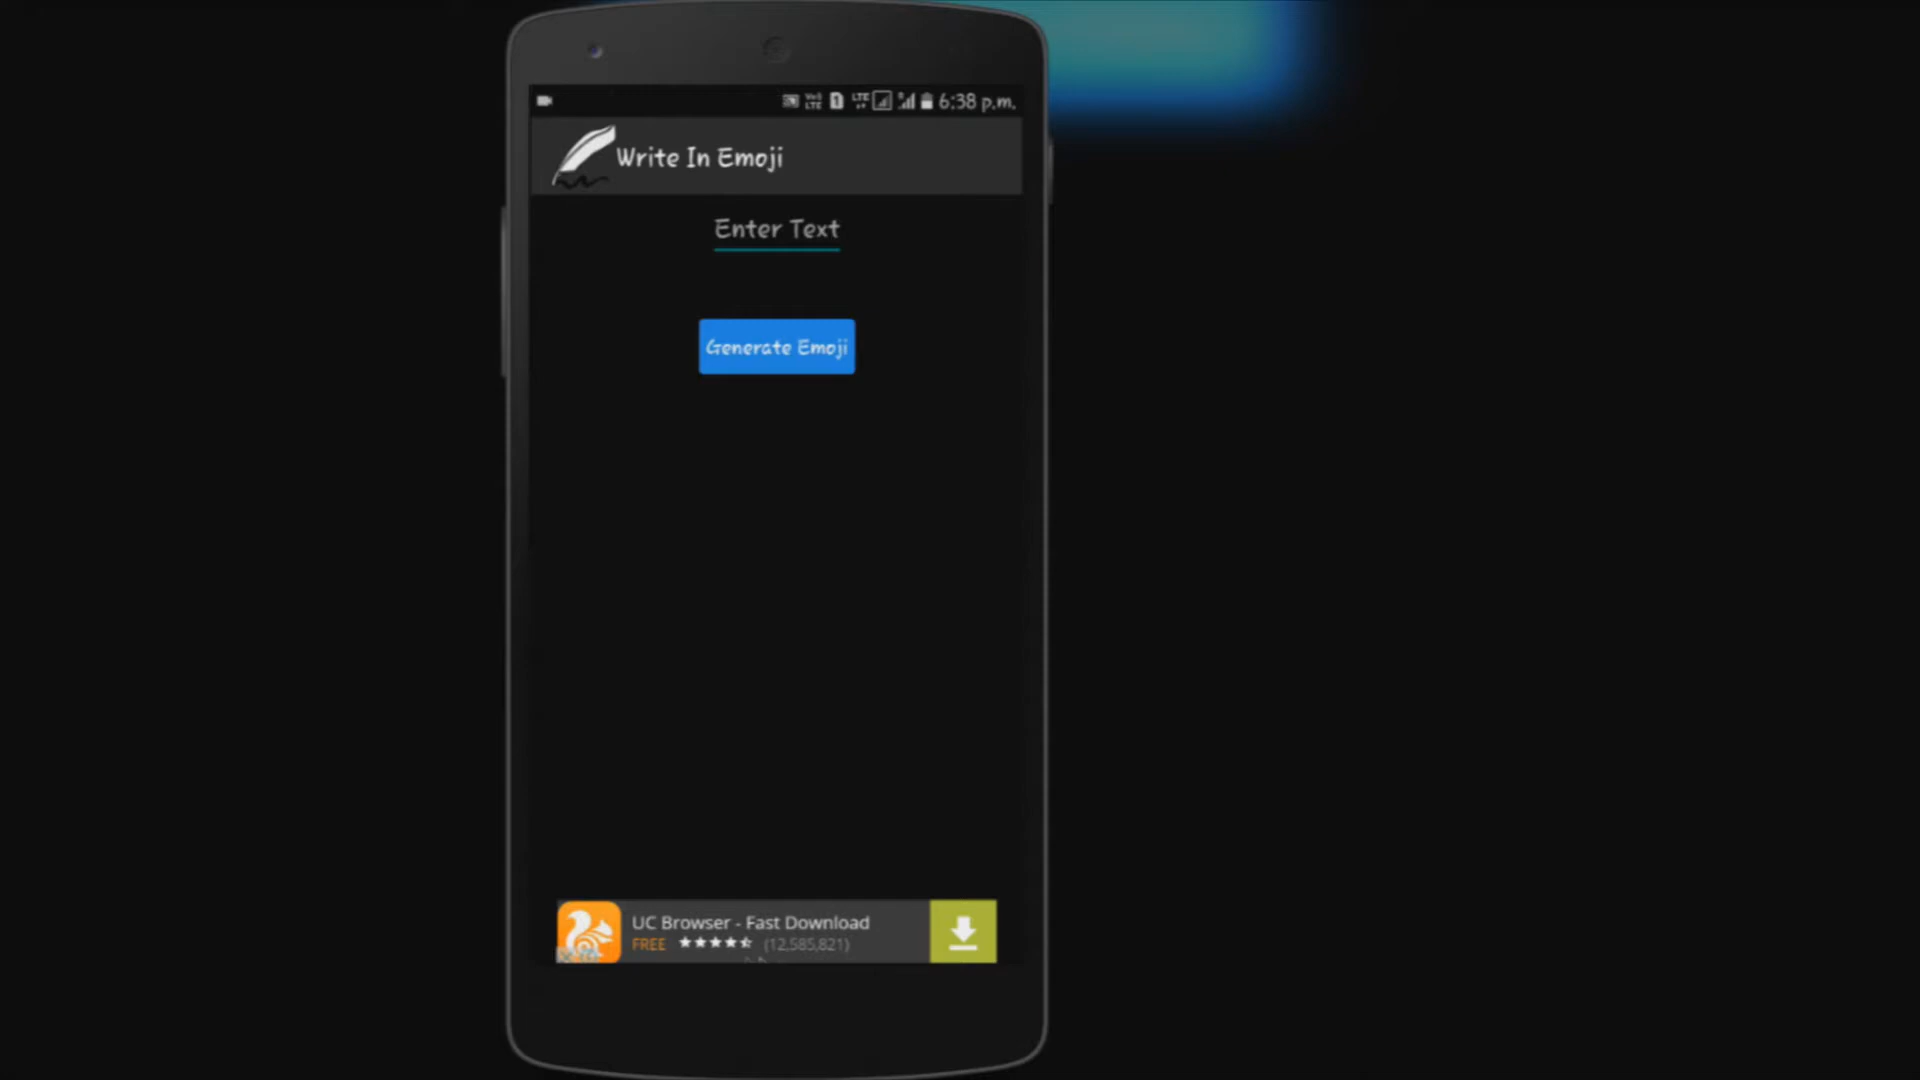 6:38 p.m.
Write In Emoji
Enter Text
Generate Emoji
UC Browser - Fast Download
FREE (12,585,821)